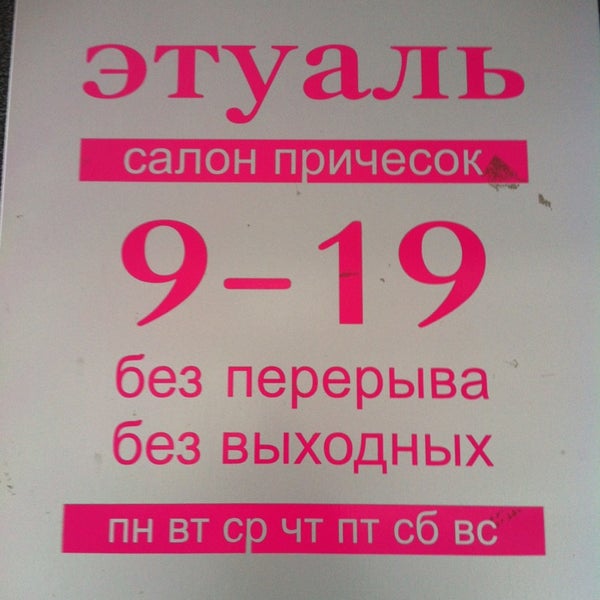 этуаль
салон причесок
9–19
без перерыва
без выходных
пн вт ср чт пт сб вс